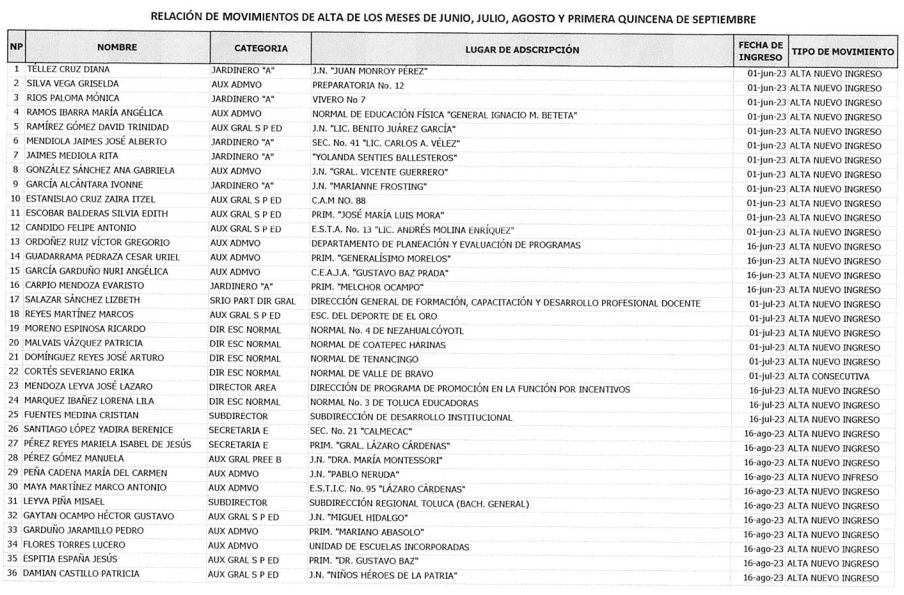 RELACIÓN DE MOVIMIENTOS DE ALTA DE LOS MESES DE JUNIO, JULIO, AGOSTO Y PRIMERA QUINCENA DE SEPTIEMBRE
NP NOMBRE CATEGORIA LUGAR DE ADSCRIPCIÓN FECHA DE INGRESO TIPO DE MOVIMIENTO
1 TÉLLEZ CRUZ DIANA JARDINERO "A" J.N. "JUAN MONROY PÉREZ" 01-jun-23 ALTA NUEVO INGRESO
2 SILVA VEGA GRISELDA AUX ADMVO PREPARATORIA No. 12 01-jun-23 ALTA NUEVO INGRESO
3 RIOS PALOMA MÓNICA JARDINERO "A" VIVERO No 7 01-jun-23 ALTA NUEVO INGRESO
4 RAMOS IBARRA MARÍA ANGÉLICA AUX ADMVO NORMAL DE EDUCACIÓN FÍSICA "GENERAL IGNACIO M. BETETA" 01-jun-23 ALTA NUEVO INGRESO
5 RAMÍREZ GÓMEZ DAVID TRINIDAD AUX GRAL S P ED J.N. "LIC. BENITO JUÁREZ GARCÍA" 01-jun-23 ALTA NUEVO INGRESO
6 MENDIOLA JAIMES JOSÉ ALBERTO JARDINERO "A" SEC. No. 41 "LIC. CARLOS A. VÉLEZ" 01-jun-23 ALTA NUEVO INGRESO
7 JAIMES MEDIOLA RITA JARDINERO "A" "YOLANDA SENTIES BALLESTEROS" 01-jun-23 ALTA NUEVO INGRESO
8 GONZÁLEZ SÁNCHEZ ANA GABRIELA AUX ADMVO J.N. "GRAL. VICENTE GUERRERO" 01-jun-23 ALTA NUEVO INGRESO
9 GARCÍA ALCÁNTARA IVONNE JARDINERO "A" J.N. "MARIANNE FROSTING" 01-jun-23 ALTA NUEVO INGRESO
10 ESTANISLAO CRUZ ZAIRA ITZEL AUX GRAL S P ED C.A.M NO. 88 01-jun-23 ALTA NUEVO INGRESO
11 ESCOBAR BALDERAS SILVIA EDITH AUX GRAL S P ED PRIM. "JOSÉ MARÍA LUIS MORA" 01-jun-23 ALTA NUEVO INGRESO
12 CANDIDO FELIPE ANTONIO AUX GRAL S P ED E.S.T.A. No. 13 "LIC. ANDRÉS MOLINA ENRÍQUEZ" 01-jun-23 ALTA NUEVO INGRESO
13 ORDOÑEZ RUIZ VÍCTOR GREGORIO AUX ADMVO DEPARTAMENTO DE PLANEACIÓN Y EVALUACIÓN DE PROGRAMAS 16-jun-23 ALTA NUEVO INGRESO
14 GUADARRAMA PEDRAZA CESAR URIEL AUX ADMVO PRIM. "GENERALÍSIMO MORELOS" 16-jun-23 ALTA NUEVO INGRESO
15 GARCÍA GARDUÑO NURI ANGÉLICA AUX ADMVO C.E.A.J.A. "GUSTAVO BAZ PRADA" 16-jun-23 ALTA NUEVO INGRESO
16 CARPIO MENDOZA EVARISTO JARDINERO "A" PRIM. "MELCHOR OCAMPO" 16-jun-23 ALTA NUEVO INGRESO
17 SALAZAR SÁNCHEZ LIZBETH SRIO PART DIR GRAL DIRECCIÓN GENERAL DE FORMACIÓN, CAPACITACIÓN Y DESARROLLO PROFESIONAL DOCENTE 01-jul-23 ALTA NUEVO INGRESO
18 REYES MARTÍNEZ MARCOS AUX GRAL S P ED ESC. DEL DEPORTE DE EL ORO 01-jul-23 ALTA NUEVO INGRESO
19 MORENO ESPINOSA RICARDO DIR ESC NORMAL NORMAL No. 4 DE NEZAHUALCÓYOTL 01-jul-23 ALTA NUEVO INGRESO
20 MALVAIS VÁZQUEZ PATRICIA DIR ESC NORMAL NORMAL DE COATEPEC HARINAS 01-jul-23 ALTA NUEVO INGRESO
21 DOMÍNGUEZ REYES JOSÉ ARTURO DIR ESC NORMAL NORMAL DE TENANCINGO 01-jul-23 ALTA NUEVO INGRESO
22 CORTÉS SEVERIANO ERIKA DIR ESC NORMAL NORMAL DE VALLE DE BRAVO 01-jul-23 ALTA CONSECUTIVA
23 MENDOZA LEYVA JOSÉ LAZARO DIRECTOR AREA DIRECCIÓN DE PROGRAMA DE PROMOCIÓN EN LA FUNCIÓN POR INCENTIVOS 16-jul-23 ALTA NUEVO INGRESO
24 MARQUEZ IBAÑEZ LORENA LILA DIR ESC NORMAL NORMAL No. 3 DE TOLUCA EDUCADORAS 16-jul-23 ALTA NUEVO INGRESO
25 FUENTES MEDINA CRISTIAN SUBDIRECTOR SUBDIRECCIÓN DE DESARROLLO INSTITUCIONAL 16-jul-23 ALTA NUEVO INGRESO
26 SANTIAGO LÓPEZ YADIRA BERENICE SECRETARIA E SEC. No. 21 "CALMECAC" 16-ago-23 ALTA NUEVO INGRESO
27 PÉREZ REYES MARIELA ISABEL DE JESÚS SECRETARIA E PRIM. "GRAL. LÁZARO CÁRDENAS" 16-ago-23 ALTA NUEVO INGRESO
28 PÉREZ GÓMEZ MANUELA AUX GRAL PREE B J.N. "DRA. MARÍA MONTESSORI" 16-ago-23 ALTA NUEVO INGRESO
29 PEÑA CADENA MARÍA DEL CARMEN AUX ADMVO J.N. "PABLO NERUDA" 16-ago-23 ALTA NUEVO INFRESO
30 MAYA MARTÍNEZ MARCO ANTONIO AUX ADMVO E.S.T.I.C. No. 95 "LÁZARO CÁRDENAS" 16-ago-23 ALTA NUEVO INGRESO
31 LEYVA PIÑA MISAEL SUBDIRECTOR SUBDIRECCIÓN REGIONAL TOLUCA (BACH. GENERAL) 16-ago-23 ALTA NUEVO INGRESO
32 GAYTAN OCAMPO HÉCTOR GUSTAVO AUX GRAL S P ED J.N. "MIGUEL HIDALGO" 16-ago-23 ALTA NUEVO INGRESO
33 GARDUÑO JARAMILLO PEDRO AUX ADMVO PRIM. "MARIANO ABASOLO" 16-ago-23 ALTA NUEVO INGRESO
34 FLORES TORRES LUCERO AUX ADMVO UNIDAD DE ESCUELAS INCORPORADAS 16-ago-23 ALTA NUEVO INGRESO
35 ESPITIA ESPAÑA JESÚS AUX GRAL S P ED PRIM. "DR. GUSTAVO BAZ" 16-ago-23 ALTA NUEVO INGRESO
36 DAMIAN CASTILLO PATRICIA AUX GRAL S P ED J.N. "NIÑOS HÉROES DE LA PATRIA" 16-ago-23 ALTA NUEVO INGRESO